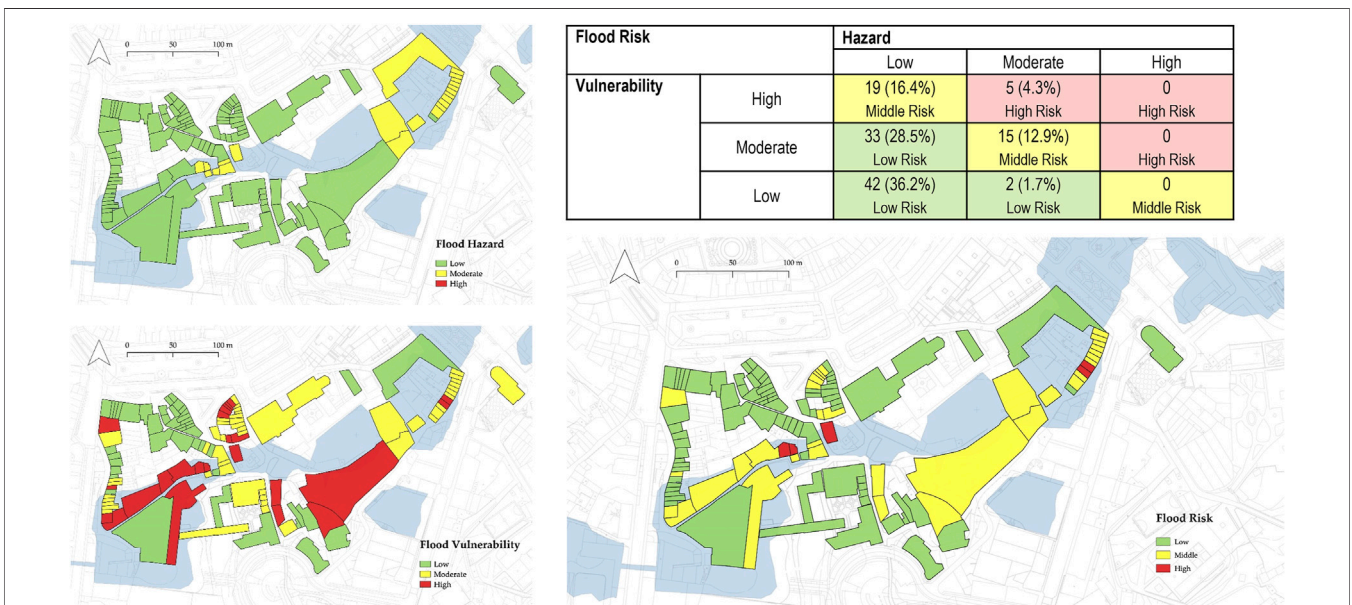 0 50 100 m
Flood Hazard
Low
Moderate
High
Flood Risk Hazard
Low Moderate High
Vulnerability High 19 (16.4%) 5 (4.3%) 0
Middle Risk High Risk High Risk
Moderate 33 (28.5%) 15 (12.9%) 0
Low Risk Middle Risk High Risk
Low 42 (36.2%) 2 (1.7%) 0
Low Risk Low Risk Middle Risk
0 50 100 m
Flood Vulnerability
Low
Moderate
High
0 50 100 m
Flood Risk
Low
Middle
High